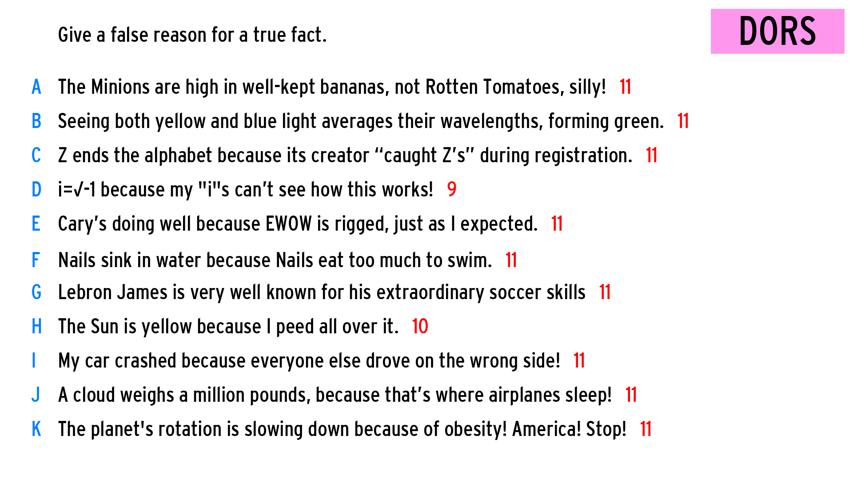 Give a false reason for a true fact.
DORS
A The Minions are high in well-kept bananas, not Rotten Tomatoes, silly! 11
B Seeing both yellow and blue light averages their wavelengths, forming green. 11
C Z ends the alphabet because its creator “caught Z’s” during registration. 11
D i=√-1 because my "i"s can’t see how this works! 9
E Cary’s doing well because EWOW is rigged, just as I expected. 11
F Nails sink in water because Nails eat too much to swim. 11
G Lebron James is very well known for his extraordinary soccer skills 11
H The Sun is yellow because I peed all over it. 10
I My car crashed because everyone else drove on the wrong side! 11
J A cloud weighs a million pounds, because that’s where airplanes sleep! 11
K The planet's rotation is slowing down because of obesity! America! Stop! 11